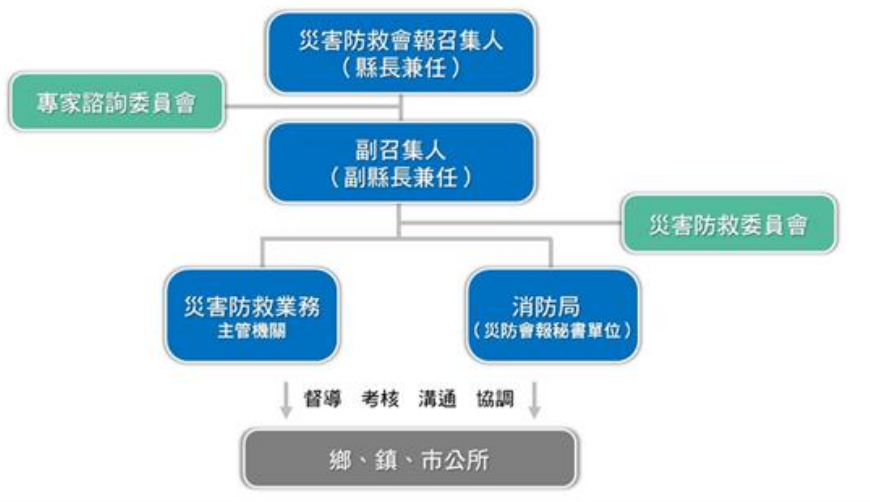 災害防救會報召集人
（縣長兼任）
專家諮詢委員會
副召集人
（副縣長兼任）
災害防救委員會
災害防救業務
主管機關
消防局
（災防會報秘書單位）
督導 考核 溝通 協調
鄉、鎮、市公所